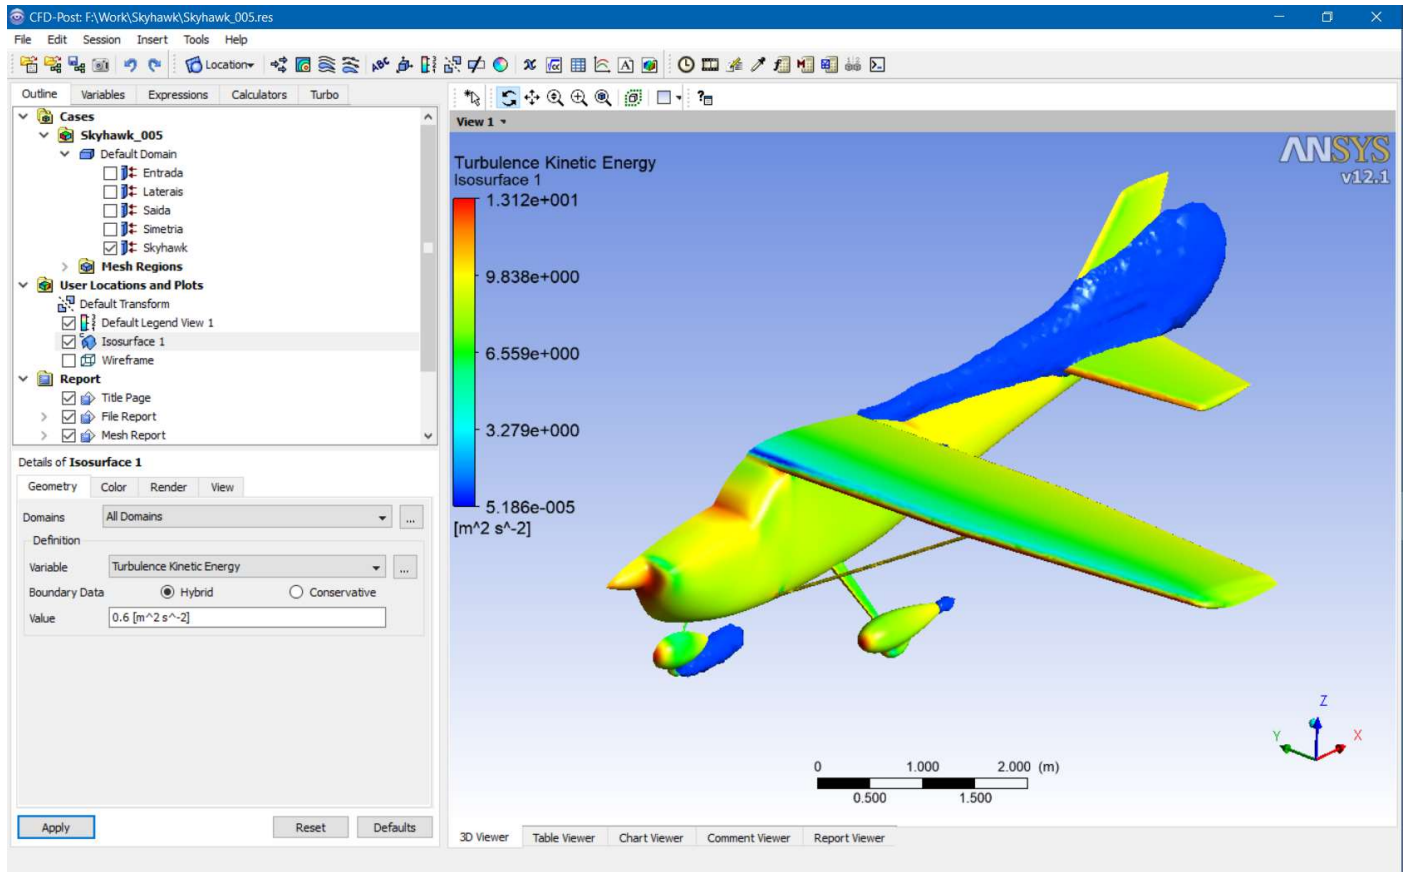 CFD-Post: F:\Work\Skyhawk\Skyhawk_005.res
File Edit Session Insert Tools Help
Location
Outline Variables Expressions Calculators Turbo
Cases
Skyhawk_005
Default Domain
Entrada
Laterais
Saida
Simetria
Skyhawk
Mesh Regions
User Locations and Plots
Default Transform
Default Legend View 1
Isosurface 1
Wireframe
Report
Title Page
File Report
Mesh Report
Details of Isosurface 1
Geometry Color Render View
Domains All Domains ...
Definition
Variable Turbulence Kinetic Energy ...
Boundary Data Hybrid Conservative
Value 0.6 [m^2 s^-2]
Apply Reset Defaults
View 1
ANSYS
v12.1
Turbulence Kinetic Energy
Isosurface 1
1.312e+001
9.838e+000
6.559e+000
3.279e+000
5.186e-005
[m^2 s^-2]
Z
Y X
0 1.000 2.000 (m)
0.500 1.500
3D Viewer Table Viewer Chart Viewer Comment Viewer Report Viewer